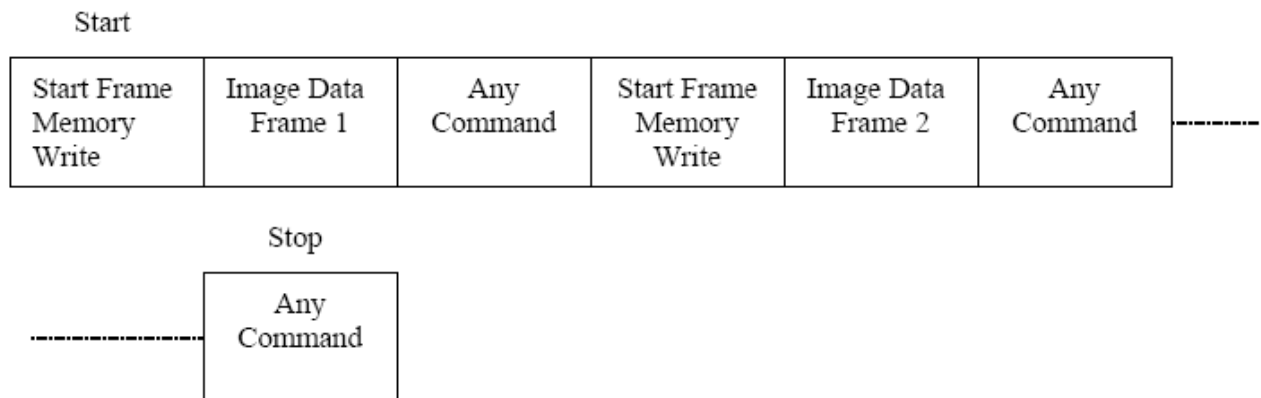 Start
Start Frame
Memory
Write
Image Data
Frame 1
Any
Command
Start Frame
Memory
Write
Image Data
Frame 2
Any
Command
Stop
Any
Command